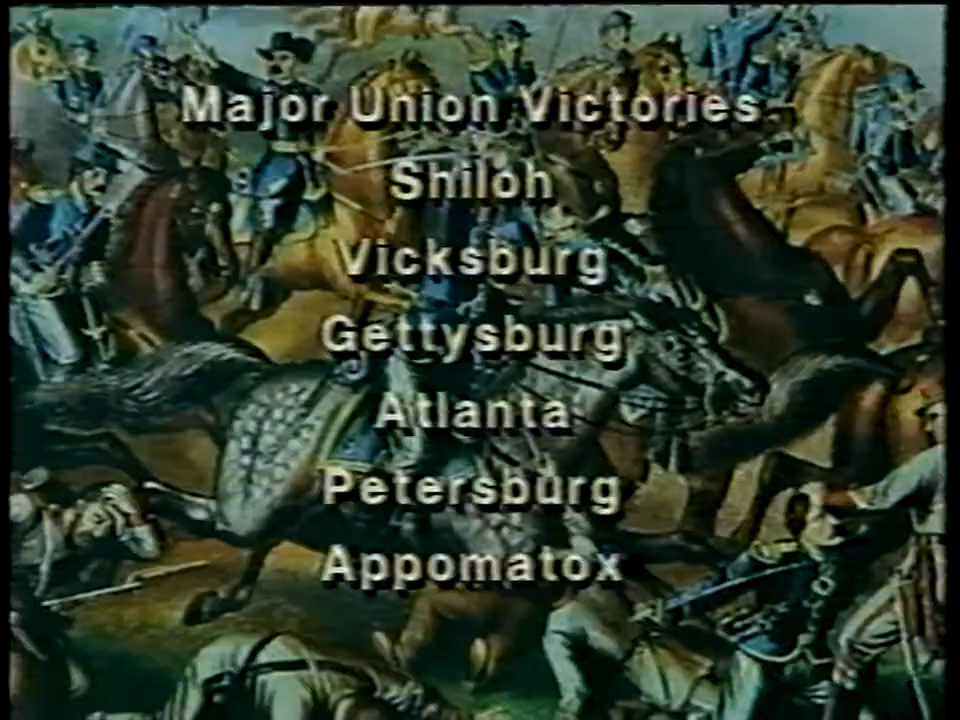 Major Union Victories
Shiloh
Vicksburg
Gettysburg
Atlanta
Petersburg
Appomatox